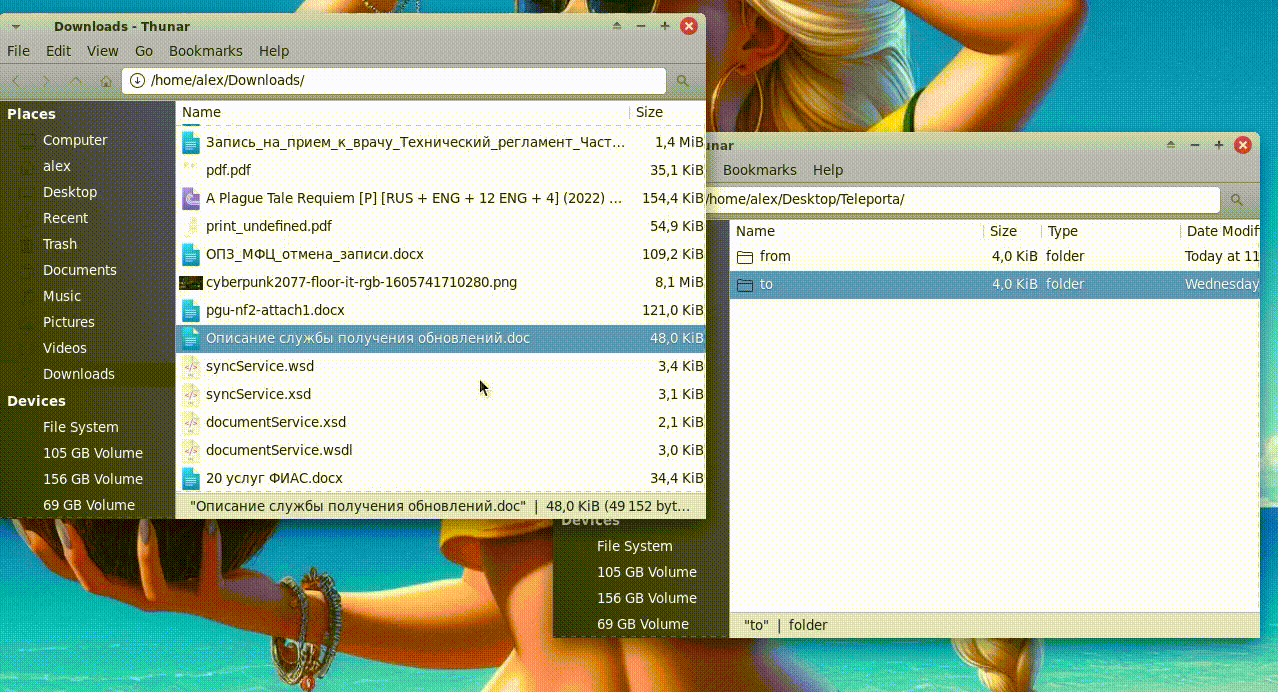 Downloads - Thunar
File Edit View Go Bookmarks Help
/home/alex/Downloads/
Places
Computer
alex
Desktop
Recent
Trash
Documents
Music
Pictures
Videos
Downloads
Devices
File System
105 GB Volume
156 GB Volume
69 GB Volume
Name Size
Запись_на_прием_к_врачу_Технический_регламент_Част... 1,4 MiB
pdf.pdf 35,1 KiB
A Plague Tale Requiem [P] [RUS + ENG + 12 ENG + 4] (2022) ... 154,4 KiB
print_undefined.pdf 54,9 KiB
ОПЗ_МФЦ_отмена_записи.docx 109,2 KiB
cyberpunk2077-floor-it-rgb-1605741710280.png 8,1 MiB
pgu-nf2-attach1.docx 121,0 KiB
Описание службы получения обновлений.doc 48,0 KiB
syncService.wsd 3,4 KiB
syncService.xsd 3,1 KiB
documentService.xsd 2,1 KiB
documentService.wsdl 3,0 KiB
20 услуг ФИАС.docx 34,4 KiB
"Описание службы получения обновлений.doc" | 48,0 KiB (49 152 byt...
unar
Bookmarks Help
/home/alex/Desktop/Teleporta/
Name Size Type Date Modif
from 4,0 KiB folder Today at 11
to 4,0 KiB folder Wednesday
Devices
File System
105 GB Volume
156 GB Volume
69 GB Volume
"to" | folder